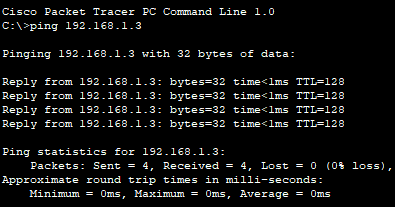 Cisco Packet Tracer PC Command Line 1.0
C:\>ping 192.168.1.3
Pinging 192.168.1.3 with 32 bytes of data:
Reply from 192.168.1.3: bytes=32 time<1ms TTL=128
Reply from 192.168.1.3: bytes=32 time<1ms TTL=128
Reply from 192.168.1.3: bytes=32 time<1ms TTL=128
Reply from 192.168.1.3: bytes=32 time<1ms TTL=128
Ping statistics for 192.168.1.3:
    Packets: Sent = 4, Received = 4, Lost = 0 (0% loss),
Approximate round trip times in milli-seconds:
    Minimum = 0ms, Maximum = 0ms, Average = 0ms